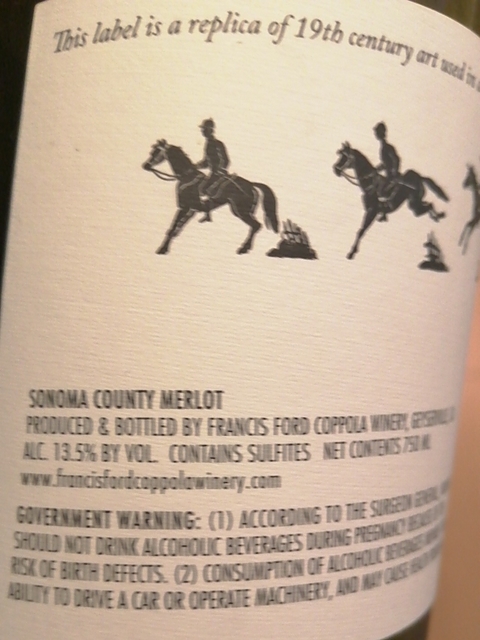 This label is a replica of 19th century art used in
SONOMA COUNTY MERLOT
PRODUCED & BOTTLED BY FRANCIS FORD COPPOLA WINERY,
ALC. 13.5% BY VOL. CONTAINS SULFITES NET CONTENTS 750 ML
www.francisfordcoppolawinery.com
GOVERNMENT WARNING: (1) ACCORDING TO THE SURGEON GENERAL,
SHOULD NOT DRINK ALCOHOLIC BEVERAGES DURING PREGNANCY BECAUSE
RISK OF BIRTH DEFECTS. (2) CONSUMPTION OF ALCOHOLIC BEVERAGES
ABILITY TO DRIVE A CAR OR OPERATE MACHINERY, AND MAY CAUSE